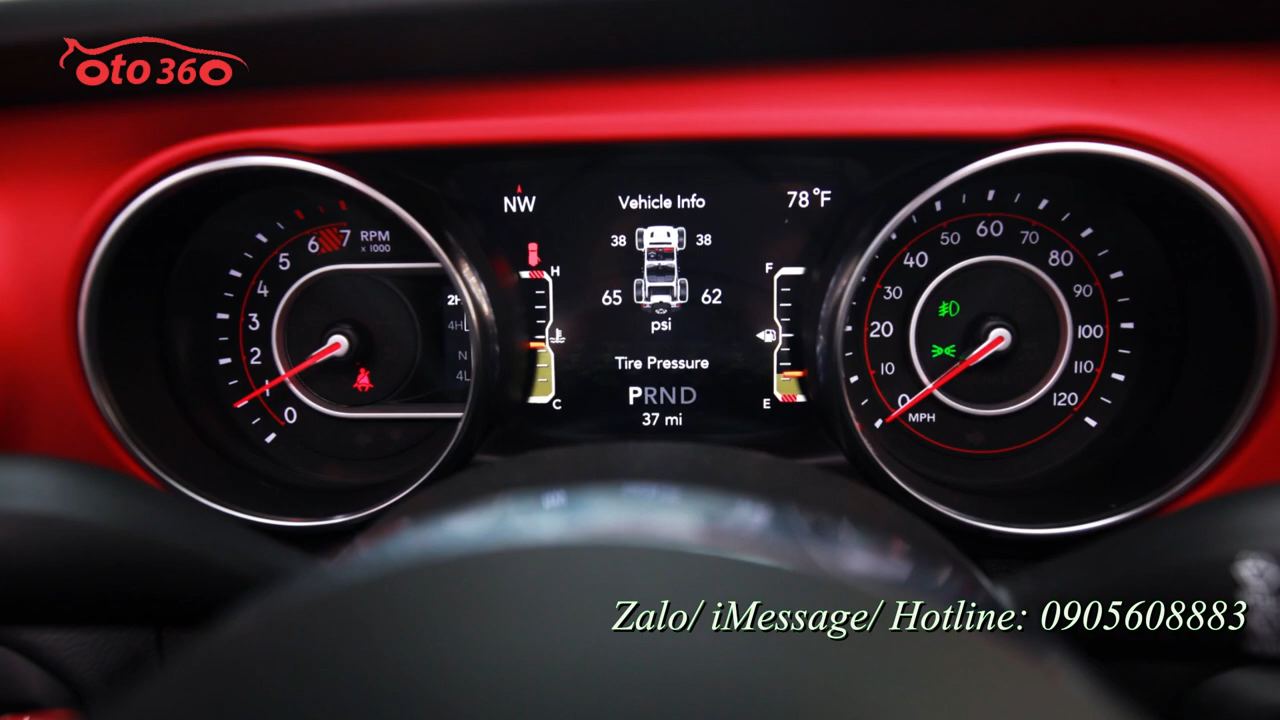 oto 360
NW
Vehicle Info
78°F
38 38
65 62
psi
Tire Pressure
PRND
37 mi
H
C
F
E
0 1 2 3 4 5 6 7
RPM
x 1000
2H
4H
N
4L
0 10 20 30 40 50 60 70 80 90 100 110 120
MPH
Zalo/ iMessage/ Hotline: 0905608883